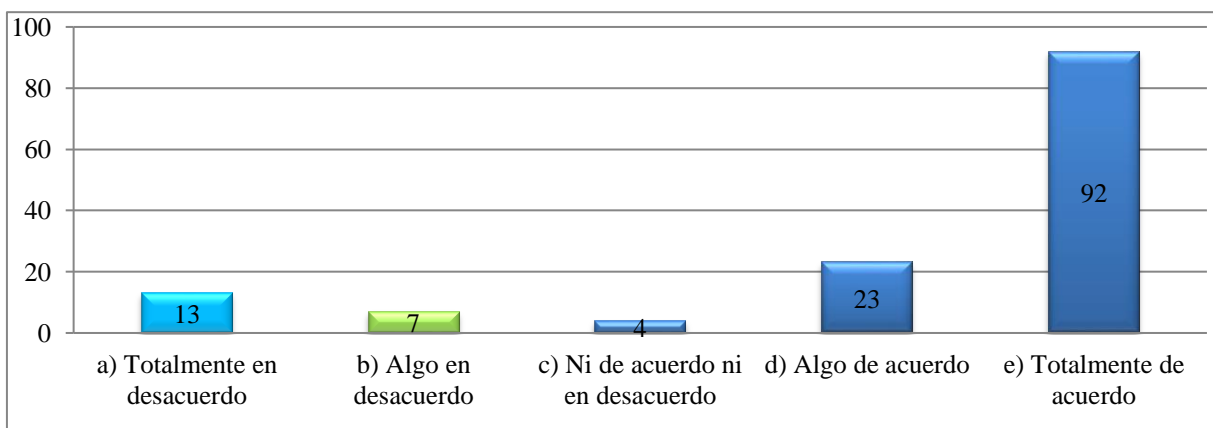 100
80
60
40
20
0
13
7
4
23
92
a) Totalmente en
desacuerdo
b) Algo en
desacuerdo
c) Ni de acuerdo ni
en desacuerdo
d) Algo de acuerdo
e) Totalmente de
acuerdo